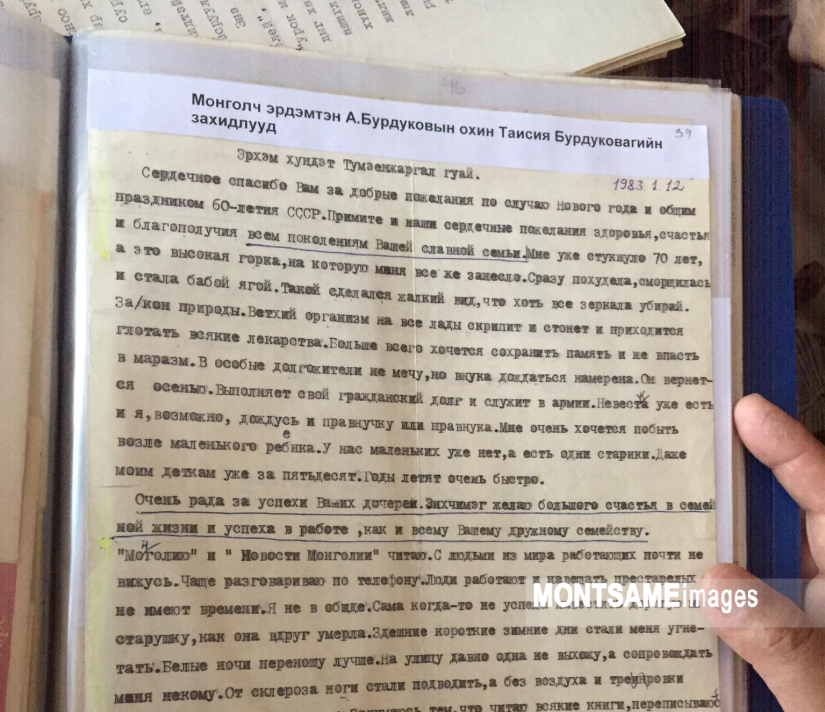 Монголч эрдэмтэн А.Бурдуковын охин Таисия Бурдуковагийн
захидлууд
39
Эрхэм хүндэт Тумэенжаргал гуай.
1983.1.12
Сердечное спасибо Вам за добрые пожелания по случаю Нового года и общим
праздником 60-летия СССР.Примите и наши сердечные пожелания здоровья,счастья
и благополучия всем поколениям Вашей славной семьи.Мне уже стукнуло 70 лет,
а это высокая горка,на которую меня все же занесло.Сразу похудела,сморщилась
и стала бабой ягой.Такой сделался жалкий вид,что хоть все зеркала убирай.
За/кон природы.Ветхий организм на все лады скрипит и стонет и приходится
глотать всякие лекарства.Больше всего хочется сохранить память и не впасть
в маразм.В особые долгожители не мечу,но внука дождаться намерена.Он вернет-
ся осенью.Выполняет свой гражданский долг и служит в армии.Невеста уже есть
и я,возможно, дождусь и правнучку или правнука.Мне очень хочется побыть
возле маленького ребенка.У нас маленьких уже нет,а есть одни старики.Даже
моим деткам уже за пятьдесят.Годы летят очень быстро.
Очень рада за успехи Ваших дочерей.Энхчимэг желаю большого счастья в семей
ной жизни и успеха в работе ,как и всему Вашему дружному семейству.
"Монголию" и " Новости Монголии" читаю.С людьми из мира работающих почти не
вижусь.Чаще разговариваю по телефону.Люди работают и навещать престарелых
не имеют времени.Я не в обиде.Сама когда-то не
MONTSAMEimages
старушку,как она вдруг умерла.Здешние короткие зимние дни стали меня угне-
тать.Белые ночи переношу лучше.На улицу давно одна не выхожу,а сопровождать
меня некому.От склероза ноги стали подводить,а без воздуха и тренировки
тем,что читаю всякие книги,переписываюс